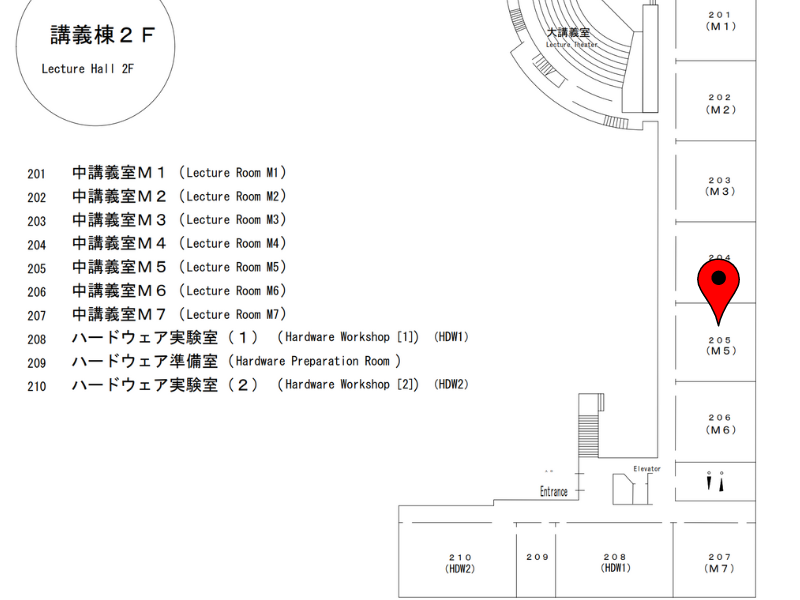 講義棟２Ｆ
Lecture Hall 2F
大講義室
Lecture Theater
201
(Ｍ１)
202
(Ｍ２)
203
(Ｍ３)
204
205
(Ｍ５)
206
(Ｍ６)
201 中講義室Ｍ１ (Lecture Room M1)
202 中講義室Ｍ２ (Lecture Room M2)
203 中講義室Ｍ３ (Lecture Room M3)
204 中講義室Ｍ４ (Lecture Room M4)
205 中講義室Ｍ５ (Lecture Room M5)
206 中講義室Ｍ６ (Lecture Room M6)
207 中講義室Ｍ７ (Lecture Room M7)
208 ハードウェア実験室（１） (Hardware Workshop [1]) (HDW1)
209 ハードウェア準備室 (Hardware Preparation Room )
210 ハードウェア実験室（２） (Hardware Workshop [2]) (HDW2)
Elevator
Entrance
210
(HDW2)
209
208
(HDW1)
207
(Ｍ７)